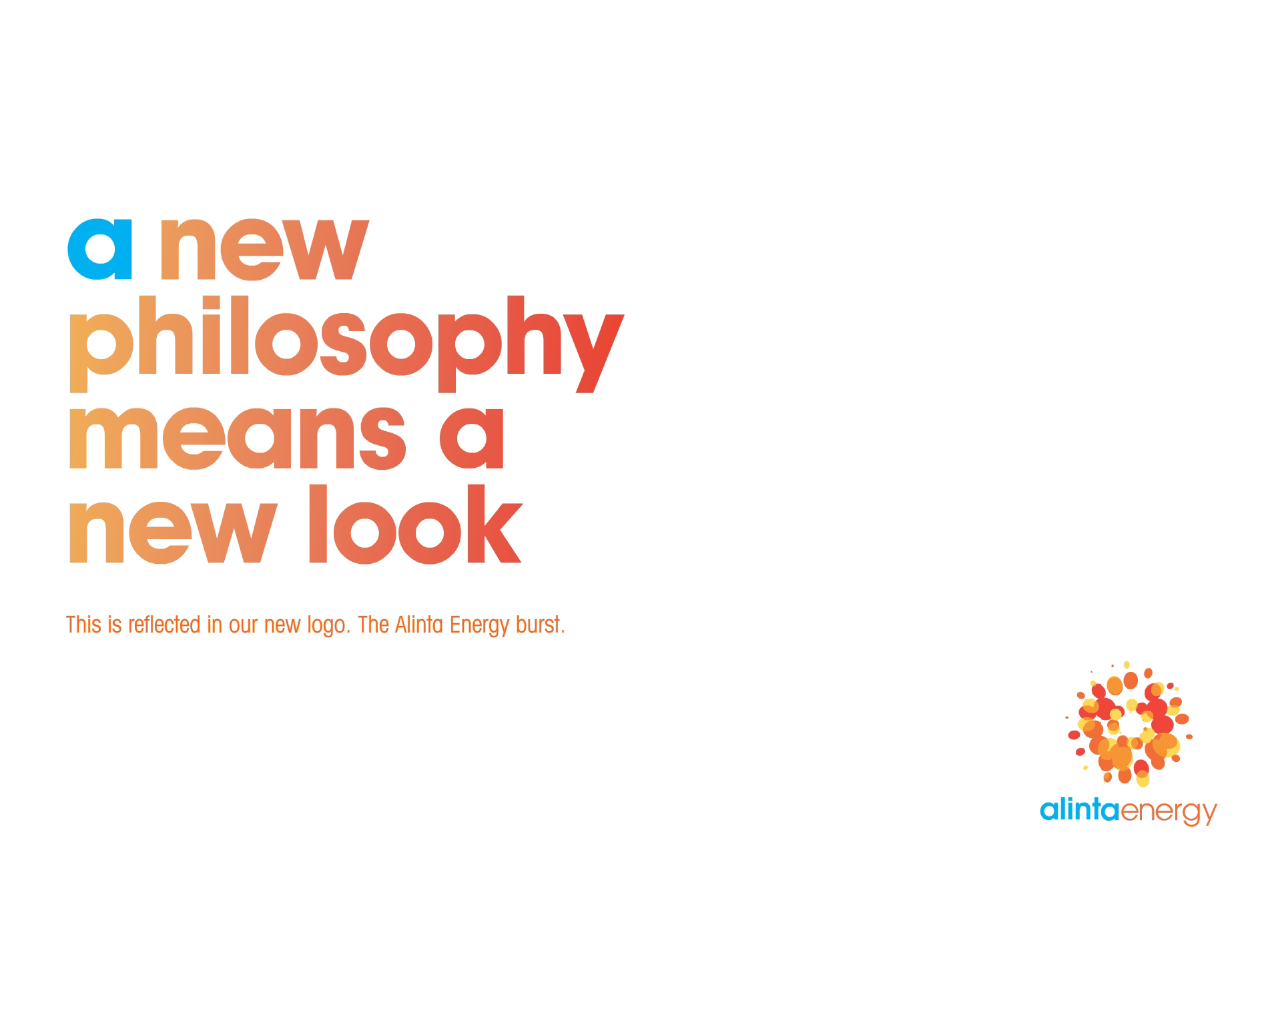 a new
philosophy
means a
new look
This is reflected in our new logo. The Alinta Energy burst.
alintaenergy